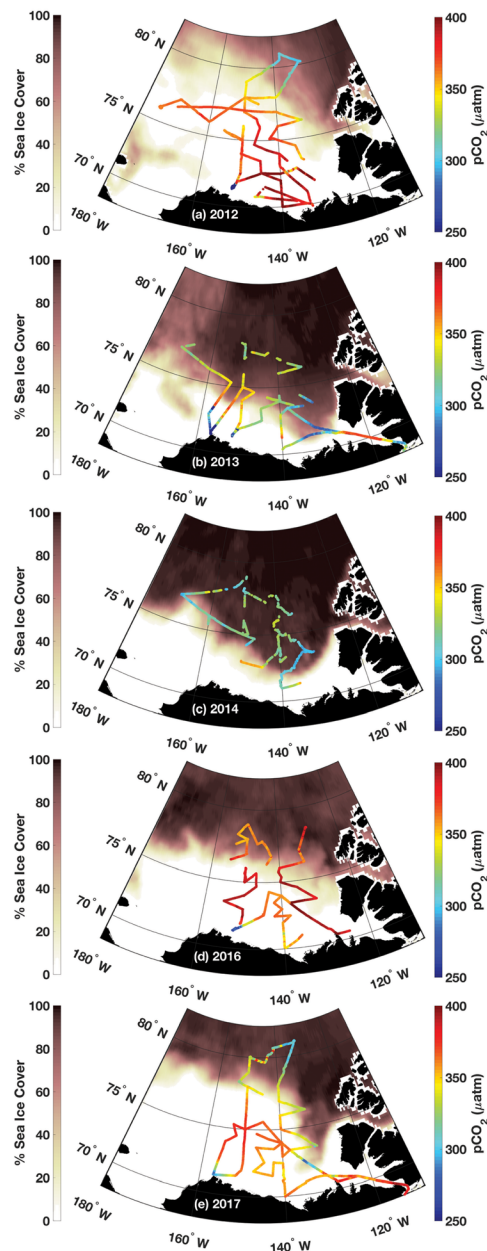 100
80
60
40
20
0
% Sea Ice Cover
80° N
75° N
70° N
180° W
160° W
140° W
120° W
(a) 2012
400
350
300
250
pCO2 (μatm)
100
80
60
40
20
0
% Sea Ice Cover
80° N
75° N
70° N
180° W
160° W
140° W
120° W
(b) 2013
400
350
300
250
pCO2 (μatm)
100
80
60
40
20
0
% Sea Ice Cover
80° N
75° N
70° N
180° W
160° W
140° W
120° W
(c) 2014
400
350
300
250
pCO2 (μatm)
100
80
60
40
20
0
% Sea Ice Cover
80° N
75° N
70° N
180° W
160° W
140° W
120° W
(d) 2016
400
350
300
250
pCO2 (μatm)
100
80
60
40
20
0
% Sea Ice Cover
80° N
75° N
70° N
180° W
160° W
140° W
120° W
(e) 2017
400
350
300
250
pCO2 (μatm)